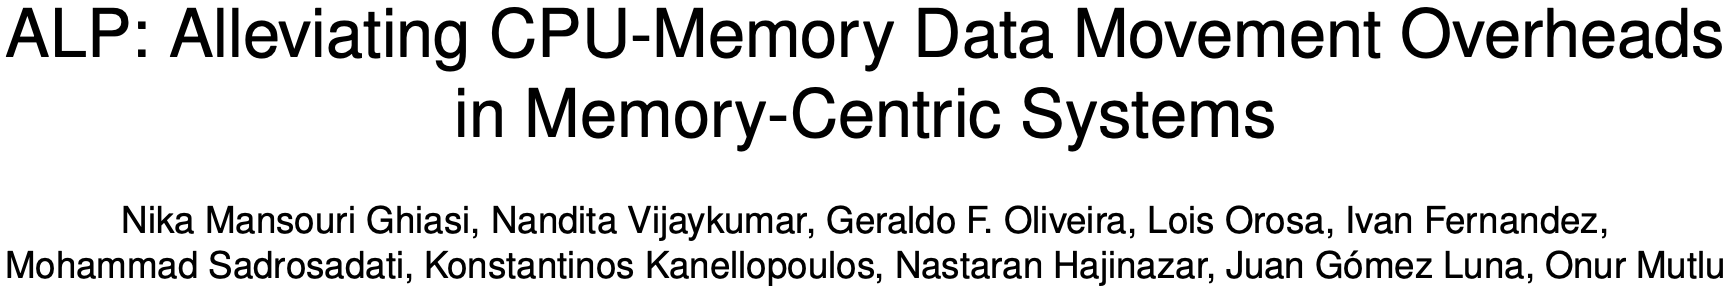 ALP: Alleviating CPU-Memory Data Movement Overheads
in Memory-Centric Systems
Nika Mansouri Ghiasi, Nandita Vijaykumar, Geraldo F. Oliveira, Lois Orosa, Ivan Fernandez,
Mohammad Sadrosadati, Konstantinos Kanellopoulos, Nastaran Hajinazar, Juan Gómez Luna, Onur Mutlu